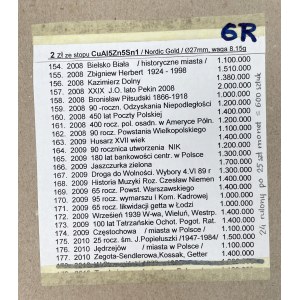 6R
2 zł ze stopu CuAl5Zn5Sn1 / Nordic Gold / Ø27mm, waga 8,15g
154. 2008 Bielsko Biała / historyczne miasta / 1.100.000
155. 2008 Zbigniew Herbert 1924 - 1998 1.510.000
156. 2008 Kazimierz Dolny 1.380.000
157. 2008 XXIX J.O. lato Pekin 2008 2.000.000
158. 2008 Bronisław Piłsudski 1866-1918 1.100.000
159. 2008 90 -roczn. Odzyskania Niepodległości 1.200.000
160. 2008 450 lat Poczty Polskiej 1.400.000
161. 2008 400 rocz. pol. osadn. w Ameryce Półn. 1.200.000
162. 2008 90 rocz. Powstania Wielkopolskiego 1.100.000
163. 2009 Husarz XVII wiek 1.400.000
164. 2009 90 rocznica utworzenia NIK 1.200.000
165. 2009 180 lat bankowości centr. w Polsce 1.300.000
166. 2009 Jaszczurka zielona 1.700.000
167. 2009 Droga do Wolności. Wybory 4.VI 89 r 1.300.000
168. 2009 Historia Muzyki Roz. Czesław Niemen 1.400.000
169. 2009 65 rocz. Powst. Warszawskiego 1.400.000
170. 2009 95 rocz. wymarszu I Kom. Kadrowej 1.000.000
171. 2009 65 rocz. likwidacji getta w Łodzi 1.000.000
172. 2009 Wrzesień 1939 W-wa, Wieluń, Westrp. 1.400.000
173. 2009 100 lat Tatrzańskie Ochot. Pogot. Rat. 1.400.000
174. 2009 Częstochowa / miasta w Polsce / 1.100.000
175. 2010 25 rocz. śm. J.Popiełuszki /1947-1984/ 1.500.000
176. 2010 Jędrzejów / miasta w Polsce / 1.000.000
177. 2010 Zegota-Sendlerowa,Kossak, Getter 1.400.000
24 rulony po 25 szt monet = 600 sztuk